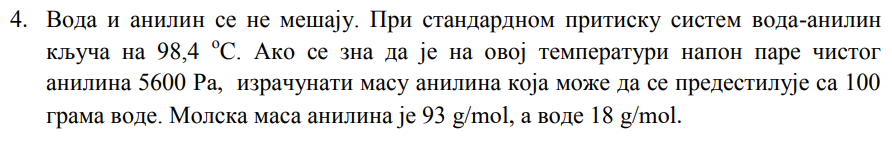 4. Вода и анилин се не мешају. При стандардном притиску систем вода-анилин
кључа на 98,4 °C. Ако се зна да је на овој температури напон паре чистог
анилина 5600 Pa, израчунати масу анилина која може да се предестилује са 100
грама воде. Молска маса анилина је 93 g/mol, а воде 18 g/mol.